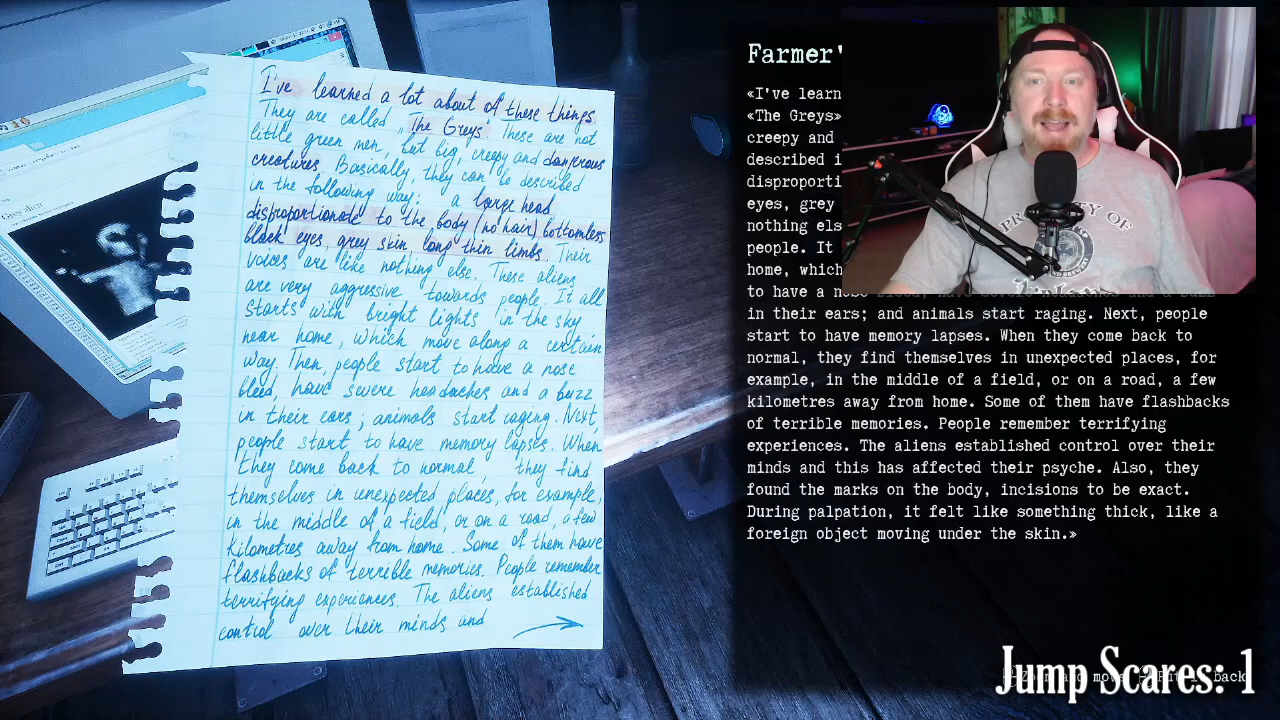 I've learned a lot about of these things.
They are called „The Greys". These are not
little green men, but big, creepy and dangerous
creatures. Basically, they can be described
in the following way: a large head
disproportionate to the body (no hair) bottomless
black eyes, grey skin long thin limbs. Their
voices are like nothing else. These aliens
are very aggressive towards people. It all
starts with bright lights in the sky
near home, which move along a certain
way. Then, people start to have a nose
bleed, have severe headaches and a buzz
in their ears; animals start raging. Next,
people start to have memory lapses. When
they come back to normal they find
themselves in unexpected places, for example,
in the middle of a field, or on a road, a few
kilometres away from home. Some of them have
flashbacks of terrible memories. People remember
terrifying experiences. The aliens established
control over their minds and
Farmer'
«I've learn
«The Greys»
creepy and
described i
disproporti
eyes, grey
nothing els
people. It
home, which
to have a nose bleed, have severe headaches and a buzz
in their ears; and animals start raging. Next, people
start to have memory lapses. When they come back to
normal, they find themselves in unexpected places, for
example, in the middle of a field, or on a road, a few
kilometres away from home. Some of them have flashbacks
of terrible memories. People remember terrifying
experiences. The aliens established control over their
minds and this has affected their psyche. Also, they
found the marks on the body, incisions to be exact.
During palpation, it felt like something thick, like a
foreign object moving under the skin.»
Jump Scares: 1